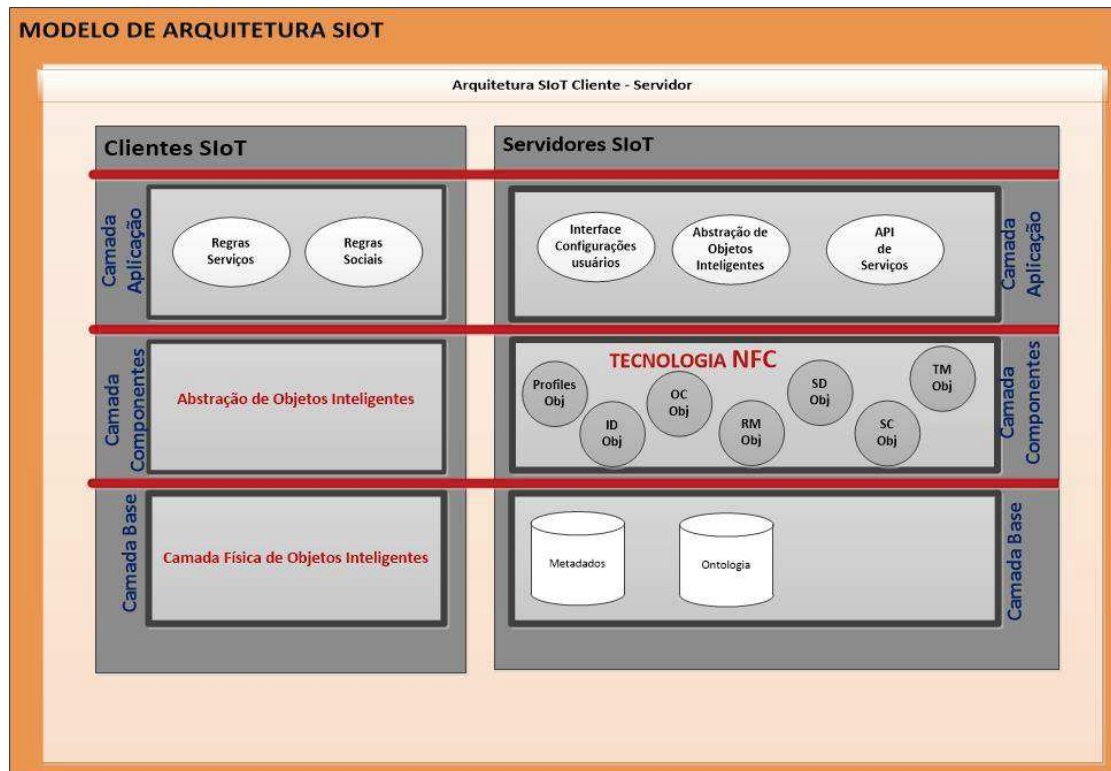 MODELO DE ARQUITETURA SIOT
Arquitetura SIoT Cliente - Servidor
Clientes SIoT
Camada
Aplicação
Regras
Serviços
Regras
Sociais
Camada
Componentes
Abstração de Objetos Inteligentes
Camada Base
Camada Física de Objetos Inteligentes
Servidores SIoT
Interface
Configurações
usuários
Abstração de
Objetos
Inteligentes
API
de
Serviços
Camada
Aplicação
TECNOLOGIA NFC
Profiles
Obj
ID
Obj
OC
Obj
RM
Obj
SD
Obj
SC
Obj
TM
Obj
Camada
Componentes
Metadados
Ontologia
Camada Base